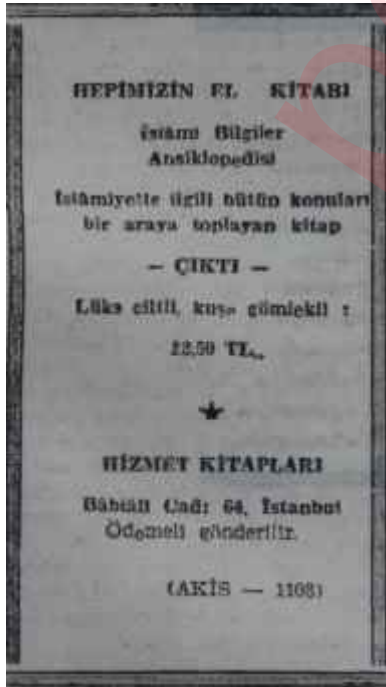 HEPİMİZİN EL KİTABI
İslâmi Bilgiler
Ansiklopedisi
İslâmiyetle ilgili bütün konuları
bir araya toplayan kitap
— ÇIKTI —
Lüks ciltli, kuşe gömlekli :
22,50 TL.
HİZMET KİTAPLARI
Bâbıâli Cad: 64, İstanbul
Ödemeli gönderilir.
(AKİS — 1108)